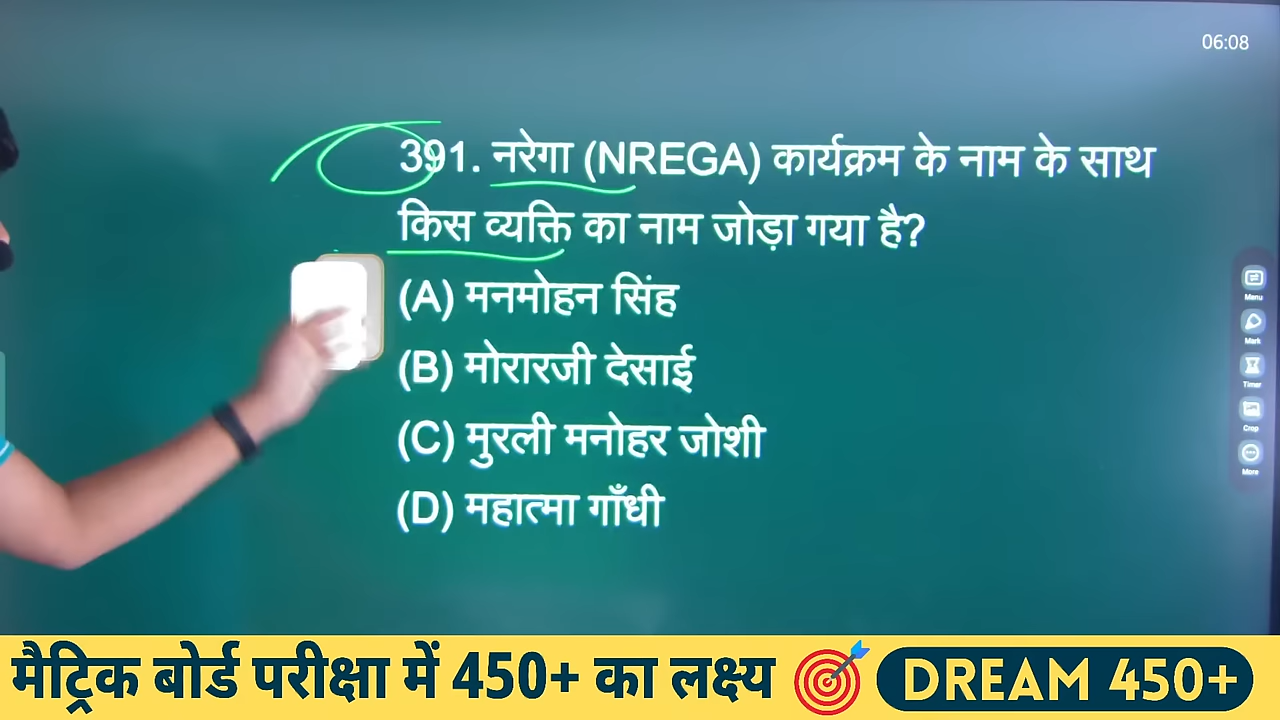 06:08
391. नरेगा (NREGA) कार्यक्रम के नाम के साथ
किस व्यक्ति का नाम जोड़ा गया है?
(A) मनमोहन सिंह
(B) मोरारजी देसाई
(C) मुरली मनोहर जोशी
(D) महात्मा गाँधी
Menu
Mark
Timer
Crop
More
मैट्रिक बोर्ड परीक्षा में 450+ का लक्ष्य DREAM 450+